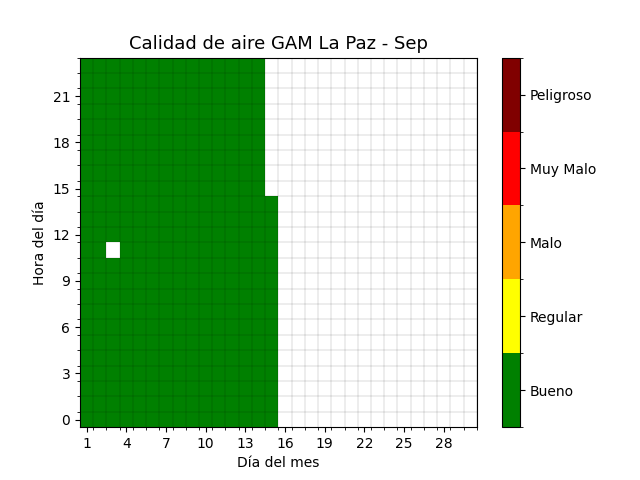 Calidad de aire GAM La Paz - Sep
Hora del día
21
18
15
12
9
6
3
0
1 4 7 10 13 16 19 22 25 28
Día del mes
Peligroso
Muy Malo
Malo
Regular
Bueno